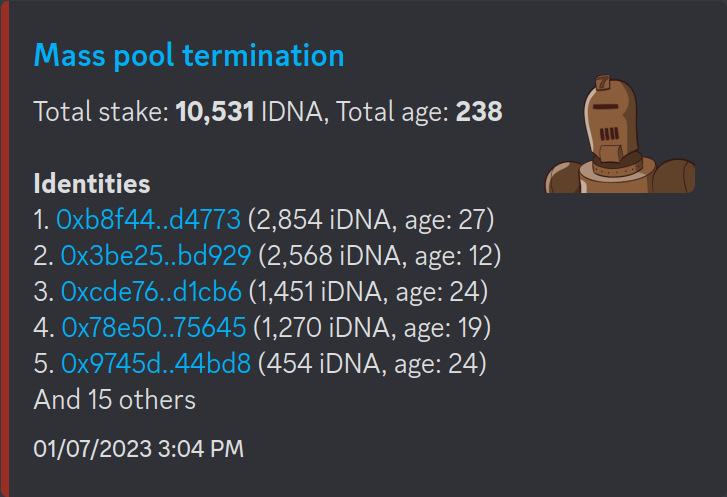 Mass pool termination
Total stake: 10,531 IDNA, Total age: 238
Identities
1. 0xb8f44..d4773 (2,854 iDNA, age: 27)
2. 0x3be25..bd929 (2,568 iDNA, age: 12)
3. 0xcde76..d1cb6 (1,451 iDNA, age: 24)
4. 0x78e50..75645 (1,270 iDNA, age: 19)
5. 0x9745d..44bd8 (454 iDNA, age: 24)
And 15 others
01/07/2023 3:04 PM